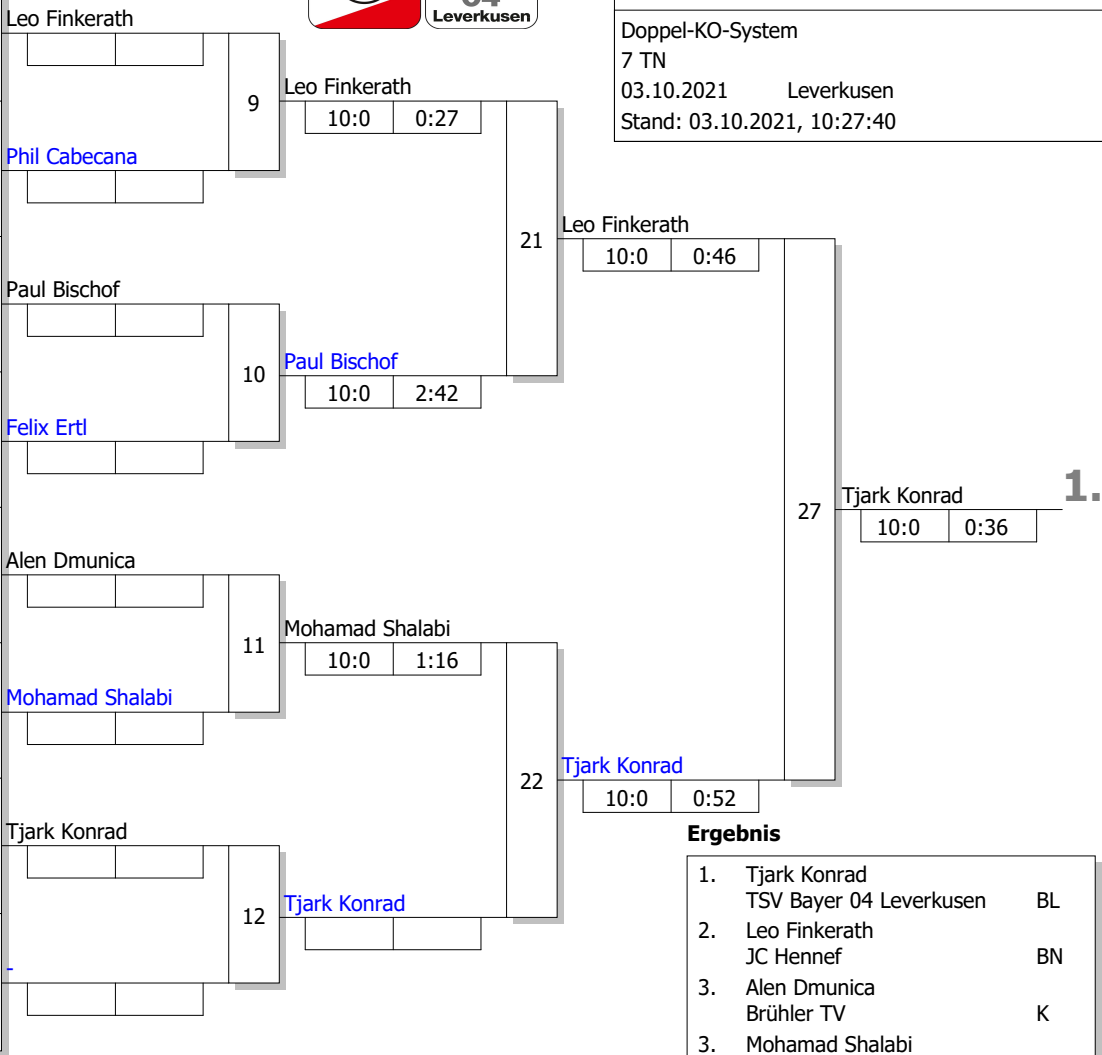 Leo Finkerath
Leverkusen
Doppel-KO-System
7 TN
03.10.2021 Leverkusen
Stand: 03.10.2021, 10:27:40
9
Leo Finkerath
10:0 0:27
Phil Cabecana
21
Leo Finkerath
10:0 0:46
Paul Bischof
10
Paul Bischof
10:0 2:42
Felix Ertl
27
Tjark Konrad
1.
10:0 0:36
Alen Dmunica
11
Mohamad Shalabi
10:0 1:16
Mohamad Shalabi
22
Tjark Konrad
10:0 0:52
Tjark Konrad
12
Tjark Konrad
-
Ergebnis
1. Tjark Konrad
TSV Bayer 04 Leverkusen BL
2. Leo Finkerath
JC Hennef BN
3. Alen Dmunica
Brühler TV K
3. Mohamad Shalabi